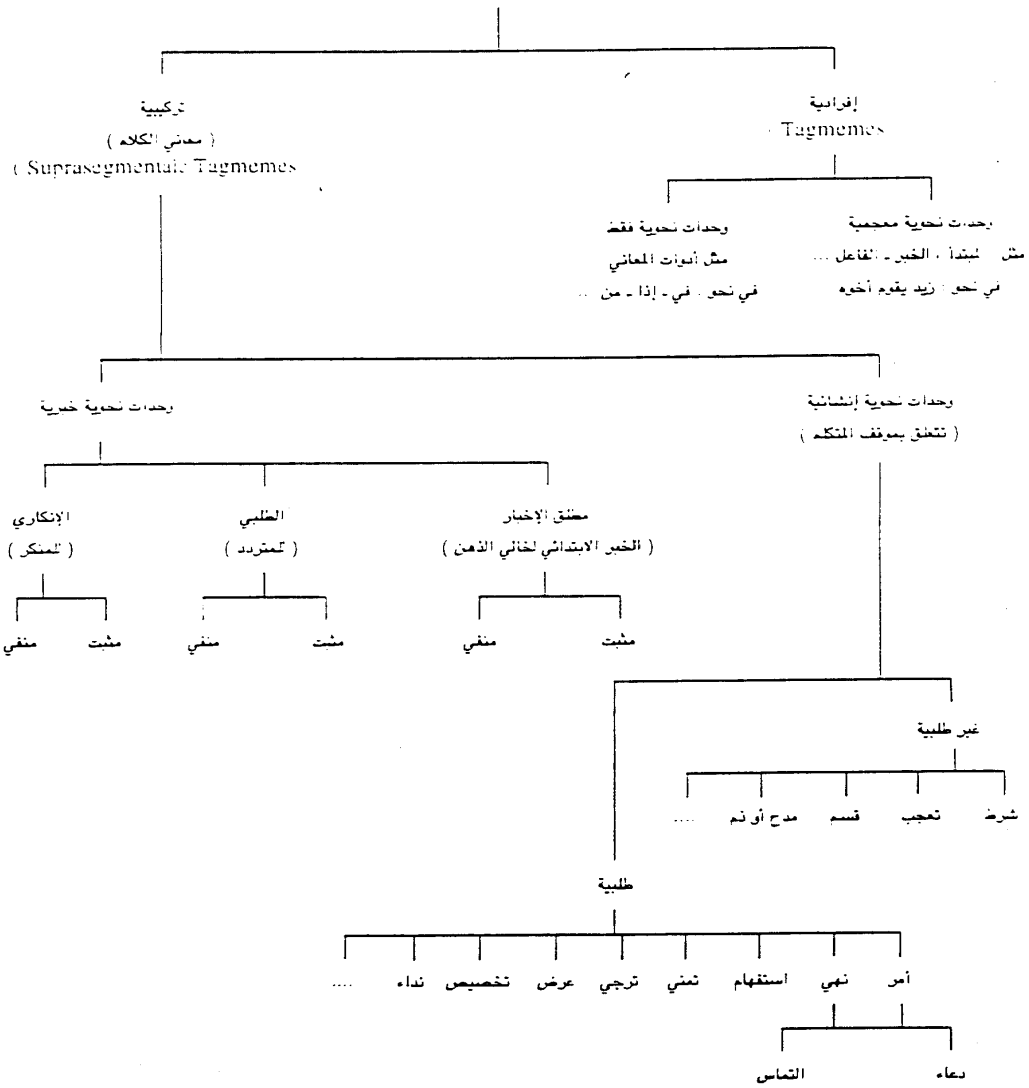 إفرادية
( Tagmemes
تركيبية
( معاني الكلام )
( Suprasegmentals Tagmemes
وحدات نحوية معجمية
مثل المبتدأ ، الخبر - الفاعل ...
في نحو : زيد يقوم أخوه
وحدات نحوية فقط
مثل أدوات المعاني
في نحو : في - إذا - من ...
وحدات نحوية إنشائية
( تتعلق بموقف المتكلم )
وحدات نحوية خبرية
مطلق الإخبار
( الخبر الابتدائي لخالي الذهن )
الطلبي
( للمتردد )
الإنكاري
( للمنكر )
مثبت
منفي
مثبت
منفي
مثبت
منفي
غير طلبية
شرط
تعجب
قسم
مدح أو ذم
....
طلبية
أمر
نهي
استفهام
تمني
ترجي
عرض
تخصيص
نداء
....
دعاء
التماس